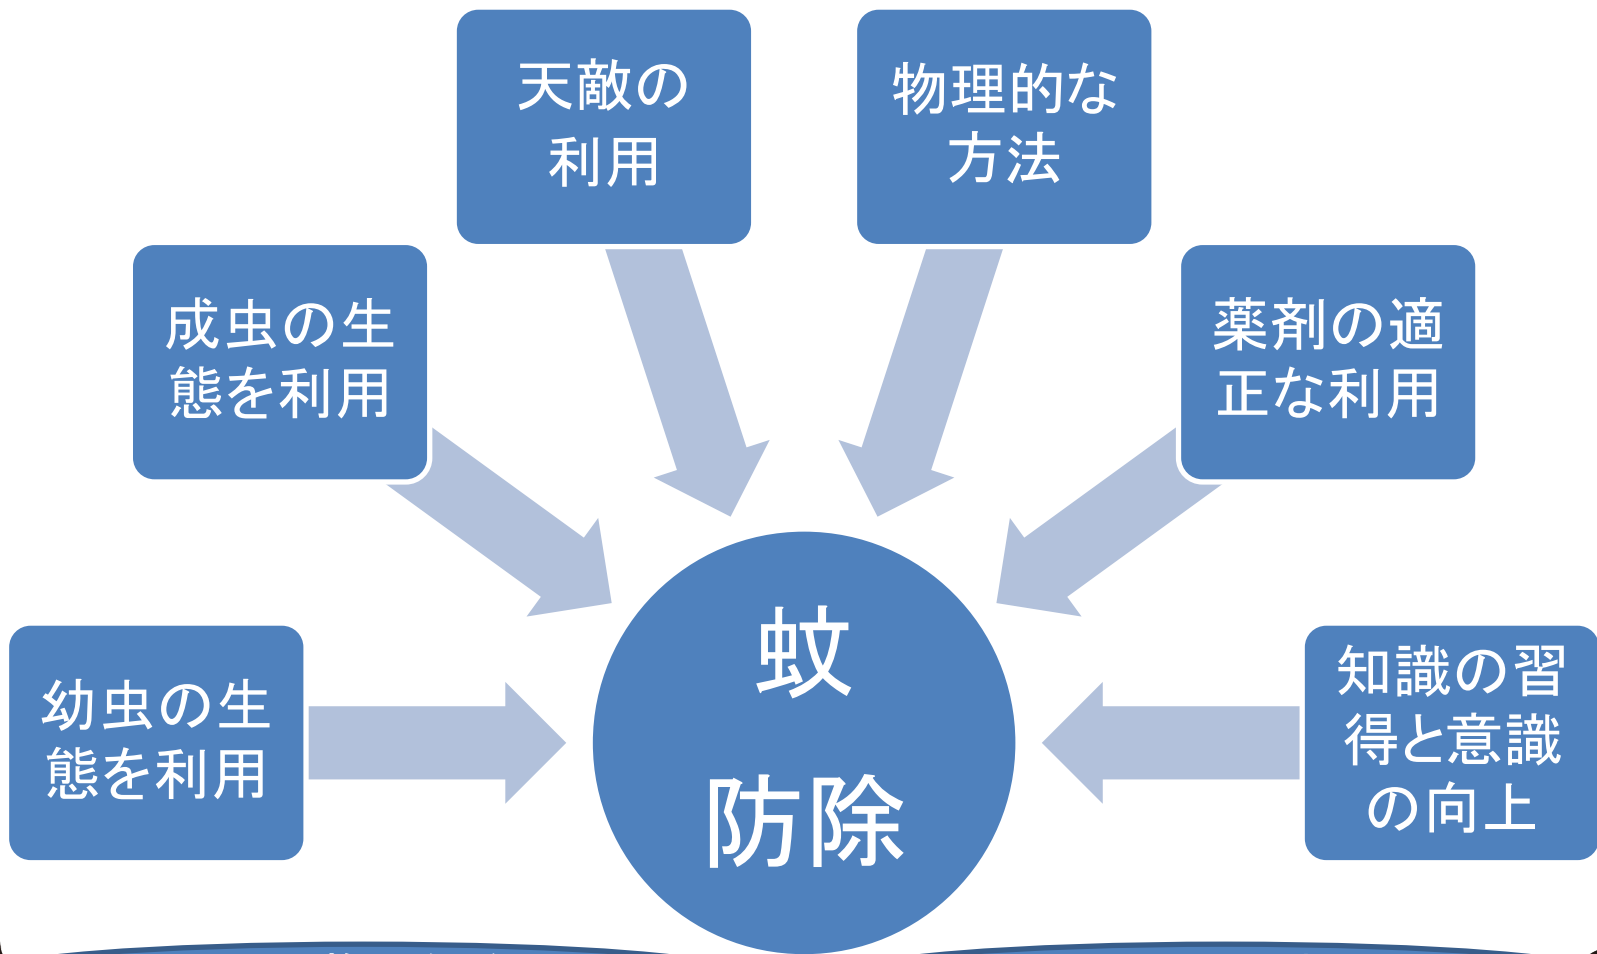 天敵の
利用
物理的な
方法
成虫の生
態を利用
薬剤の適
正な利用
幼虫の生
態を利用
蚊
防除
知識の習
得と意識
の向上